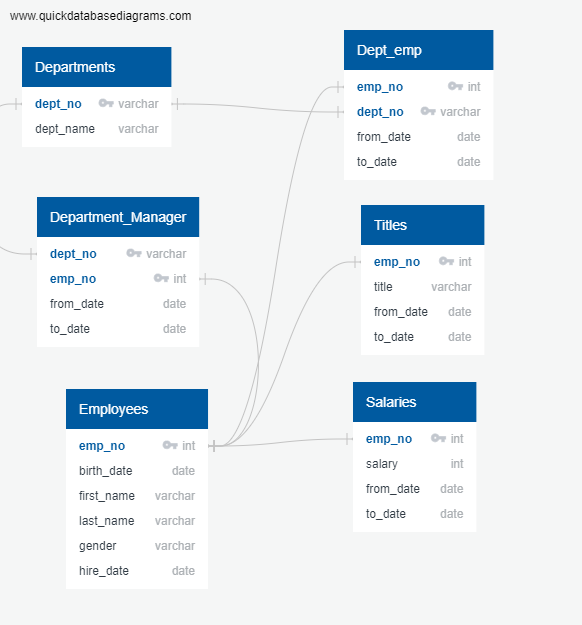 www.quickdatabasediagrams.com
Departments
dept_no varchar
dept_name varchar
Dept_emp
emp_no int
dept_no varchar
from_date date
to_date date
Department_Manager
dept_no varchar
emp_no int
from_date date
to_date date
Titles
emp_no int
title varchar
from_date date
to_date date
Employees
emp_no int
birth_date date
first_name varchar
last_name varchar
gender varchar
hire_date date
Salaries
emp_no int
salary int
from_date date
to_date date